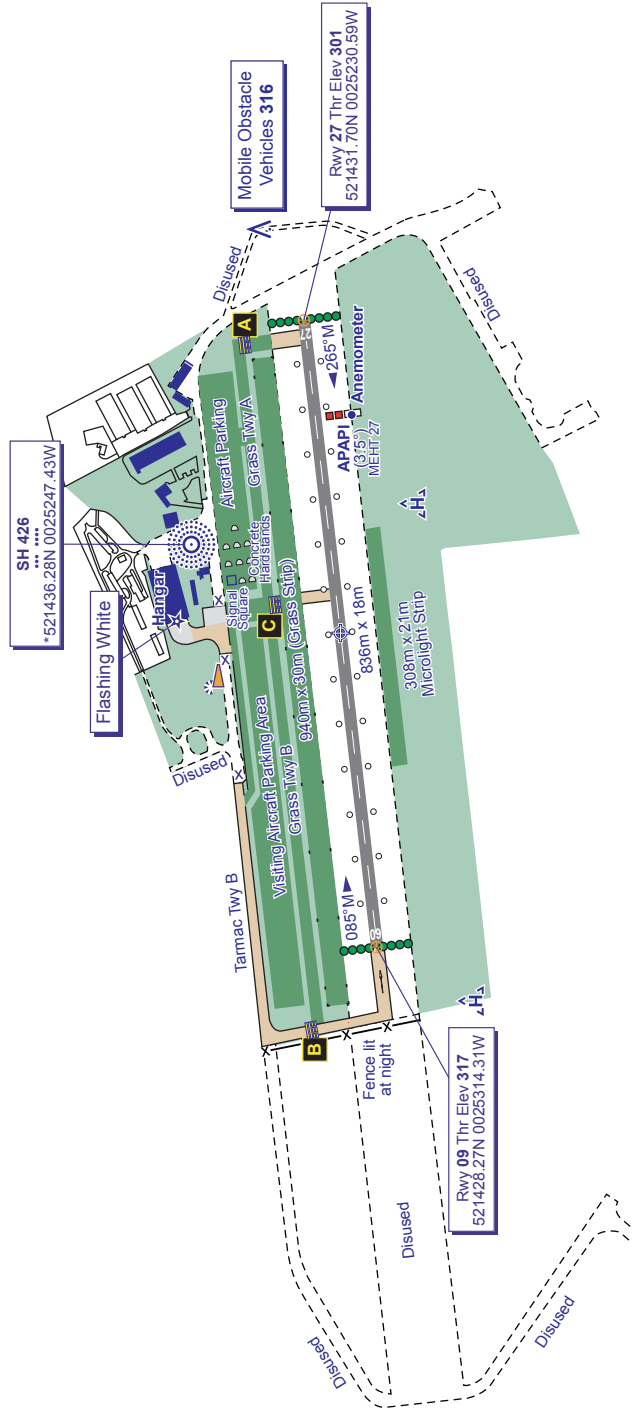 Mobile Obstacle
Vehicles 316
Rwy 27 Thr Elev 301
521431.70N 0025230.59W
SH 426
*521436.28N 0025247.43W
Flashing White
Disused
Disused
A
27
265°M
Anemometer
APAPI
(3.5°)
MEHT 27
Aircraft Parking
Grass Twy A
Hangar
Signal
Square
Concrete
Hardstands
C
H
940m x 30m (Grass Strip)
836m x 18m
308m x 21m
Microlight Strip
Disused
Visiting Aircraft Parking Area
Grass Twy B
Tarmac Twy B
085°M
09
H
B
Fence lit
at night
Rwy 09 Thr Elev 317
521428.27N 0025314.31W
Disused
Disused
Disused